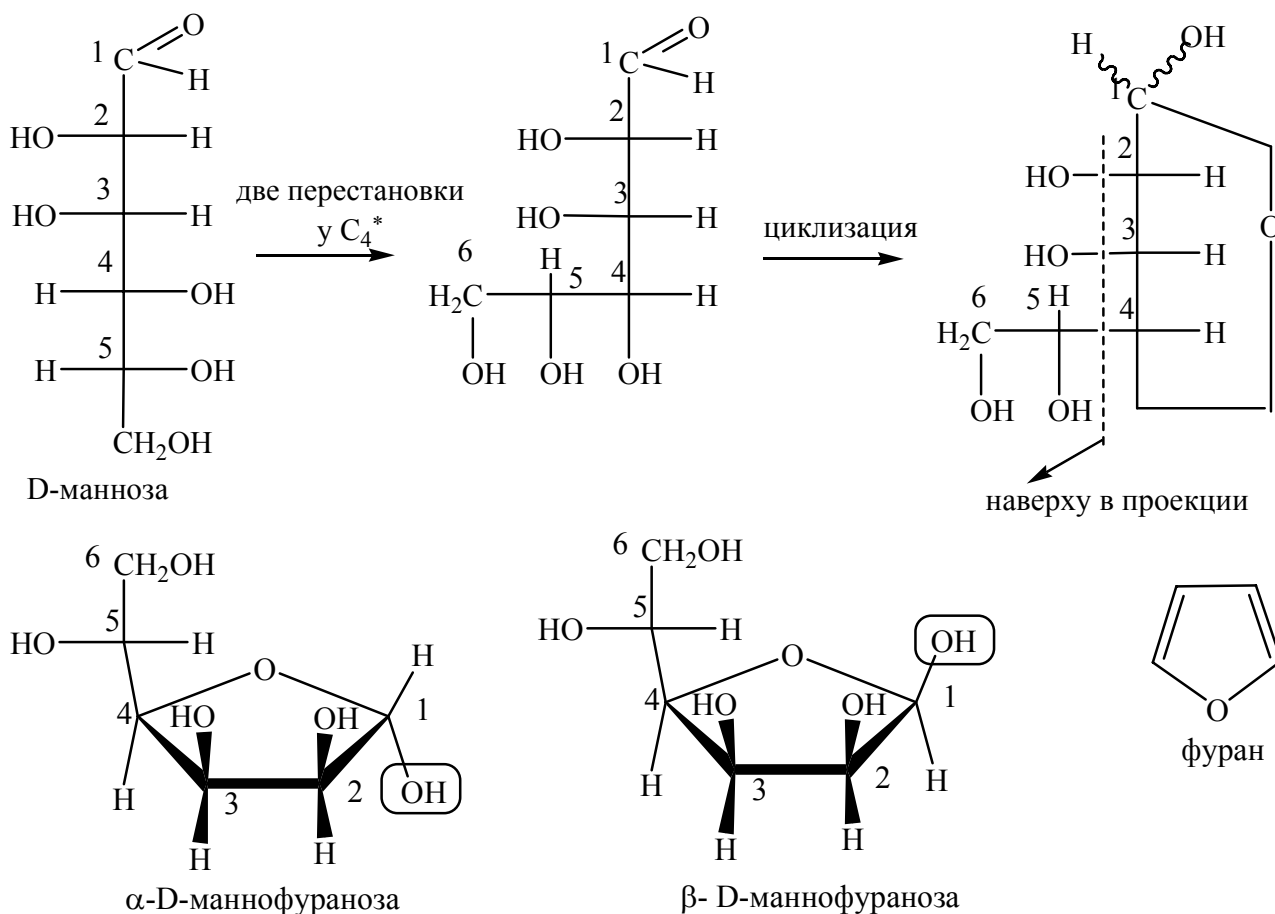 O
1
C
H
2
HO
H
3
HO
H
4
H
OH
5
H
OH
CH₂OH
D-манноза
две перестановки
у C₄*
O
1
C
H
2
HO
H
3
HO
H
6
H
5
4
H₂C
H
OH
OH
OH
циклизация
H
OH
1
C
2
HO
H
O
3
HO
H
6
5
H
4
H₂C
H
OH
OH
наверху в проекции
6
CH₂OH
5
HO
H
O
H
4
HO
OH
1
H
3
2
OH
H
H
α-D-маннофураноза
6
CH₂OH
5
HO
H
O
OH
4
HO
OH
1
H
3
2
H
H
H
β- D-маннофураноза
O
фуран